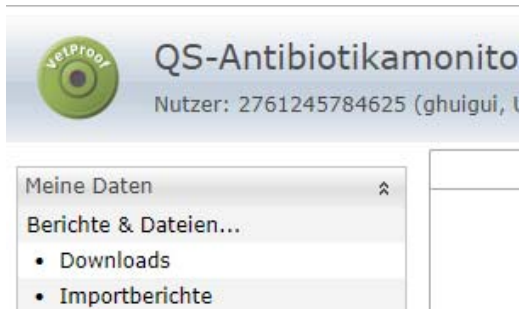 vetProof
QS-Antibiotikamonito
Nutzer: 2761245784625 (ghuigui, U
Meine Daten
Berichte & Dateien...
• Downloads
• Importberichte